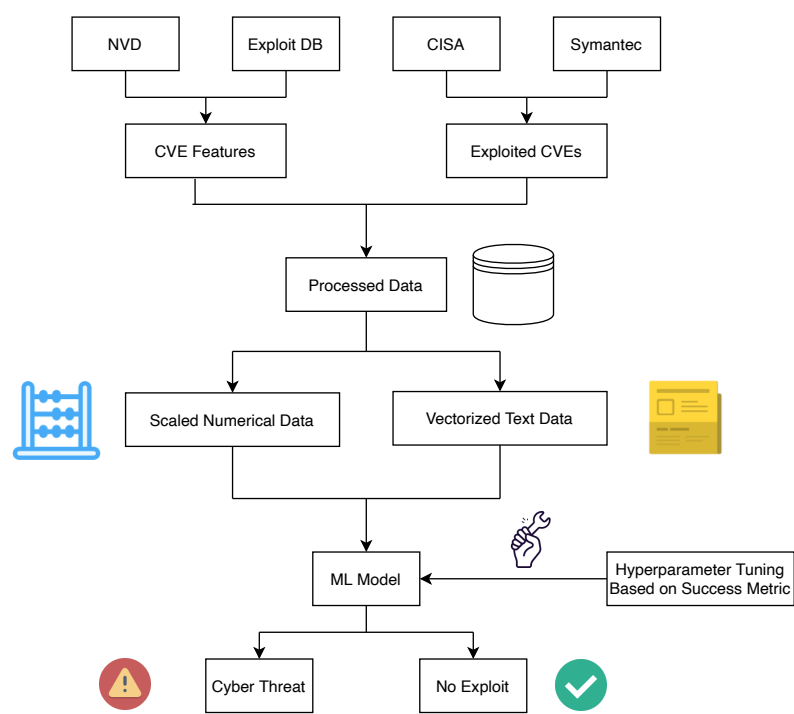 NVD
Exploit DB
CISA
Symantec
CVE Features
Exploited CVEs
Processed Data
Scaled Numerical Data
Vectorized Text Data
ML Model
Hyperparameter Tuning
Based on Success Metric
Cyber Threat
No Exploit